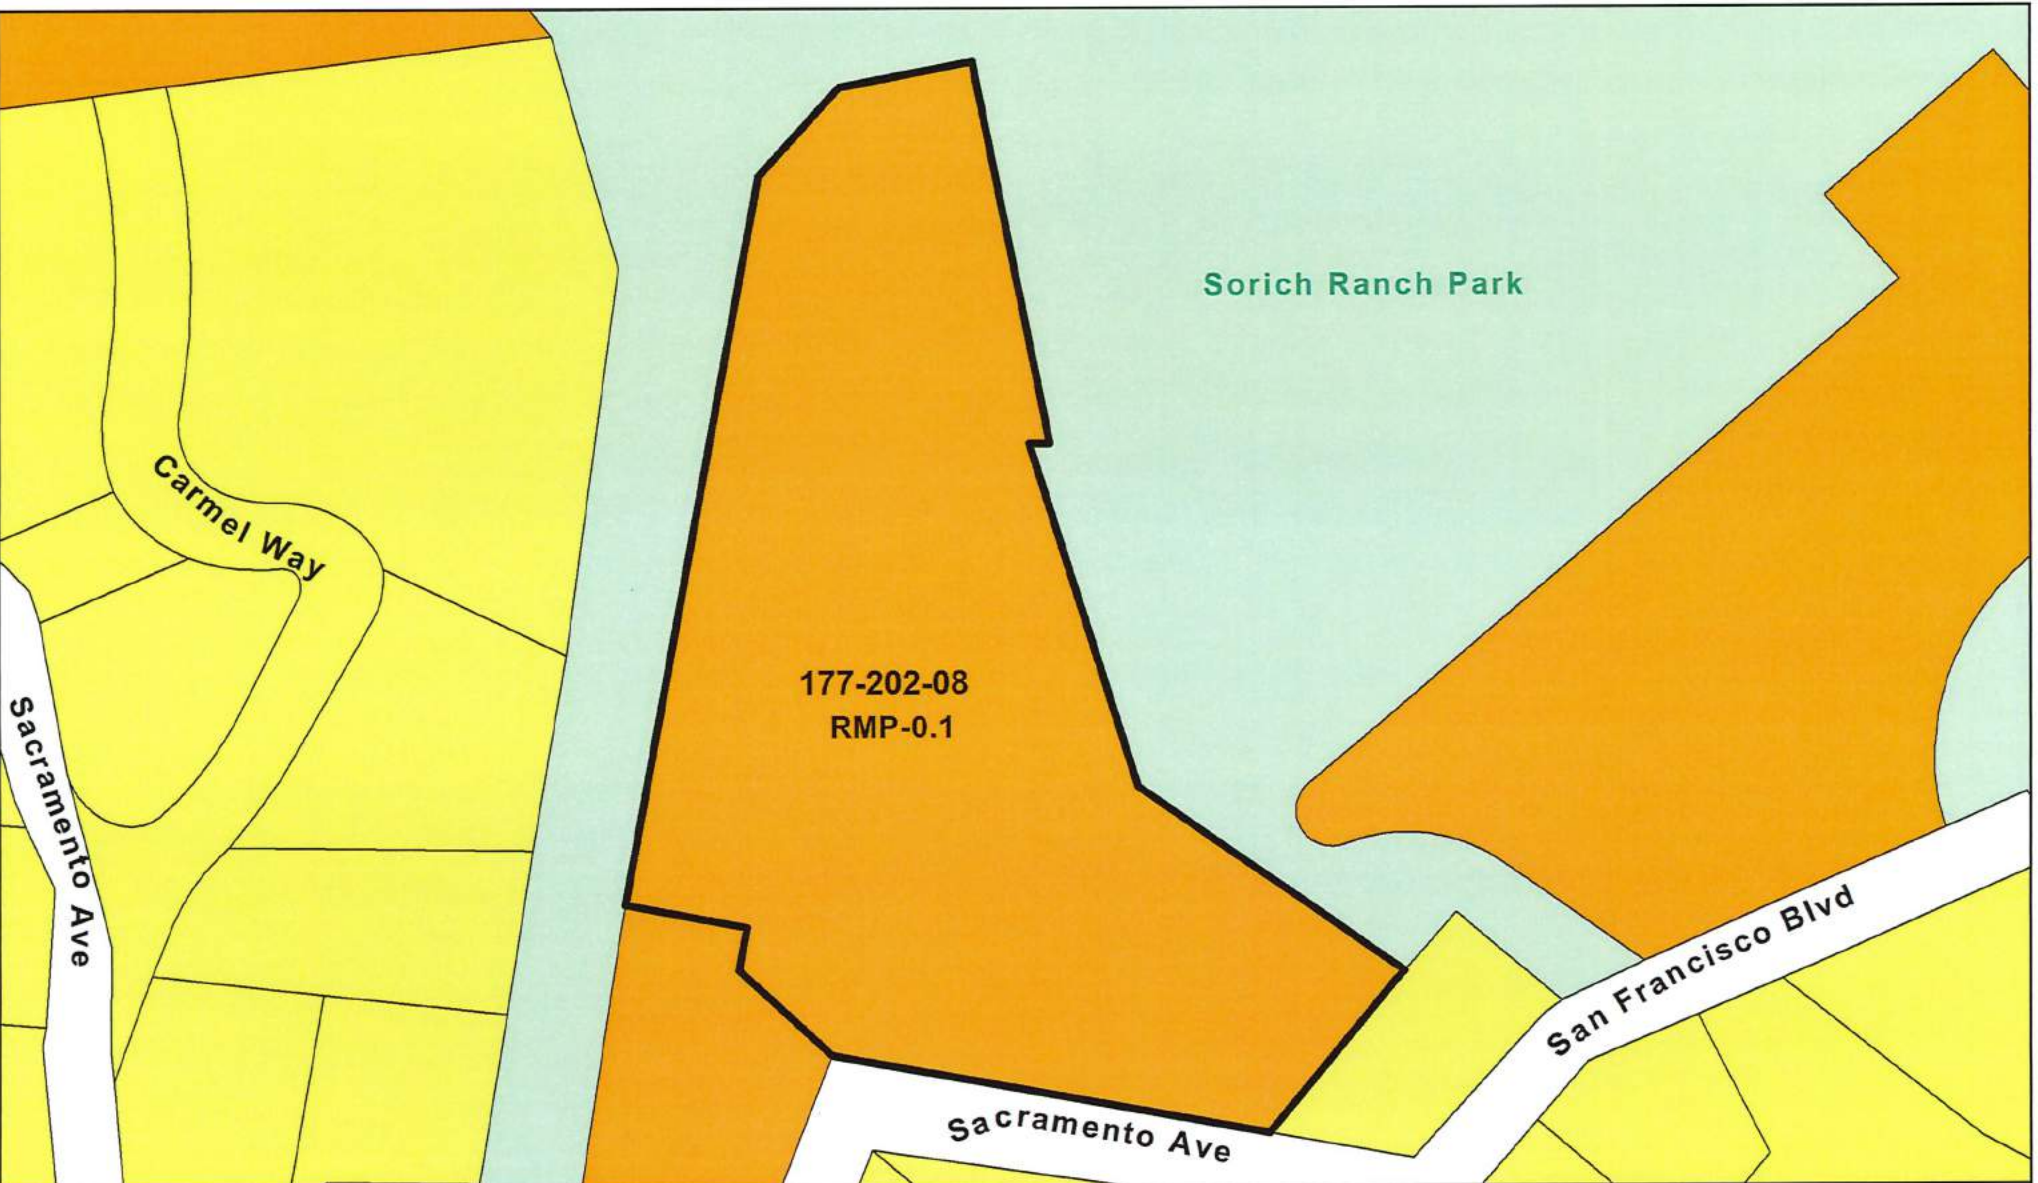 Sorich Ranch Park
Carmel Way
177-202-08
RMP-0.1
Sacramento Ave
San Francisco Blvd
Sacramento Ave